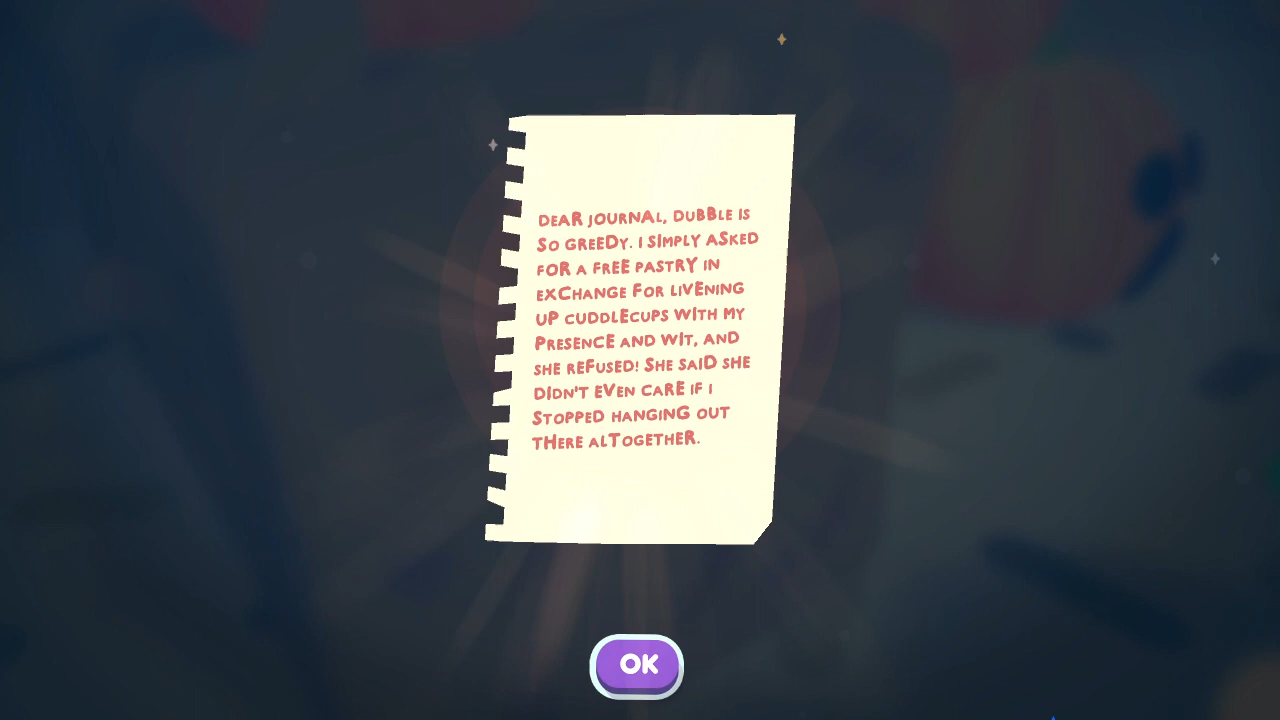 DEAR JOURNAL, DUBBLE IS
SO GREEDY. I SIMPLY ASKED
FOR A FREE PASTRY IN
EXCHANGE FOR LIVENING
UP CUDDLECUPS WITH MY
PRESENCE AND WIT, AND
SHE REFUSED! SHE SAID SHE
DIDN'T EVEN CARE IF I
STOPPED HANGING OUT
THERE ALTOGETHER.
OK